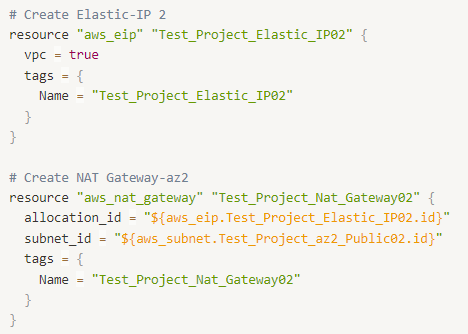 # Create Elastic-IP 2
resource "aws_eip" "Test_Project_Elastic_IP02" {
  vpc = true
  tags = {
    Name = "Test_Project_Elastic_IP02"
  }
}

# Create NAT Gateway-az2
resource "aws_nat_gateway" "Test_Project_Nat_Gateway02" {
  allocation_id = "${aws_eip.Test_Project_Elastic_IP02.id}"
  subnet_id = "${aws_subnet.Test_Project_az2_Public02.id}"
  tags = {
    Name = "Test_Project_Nat_Gateway02"
  }
}